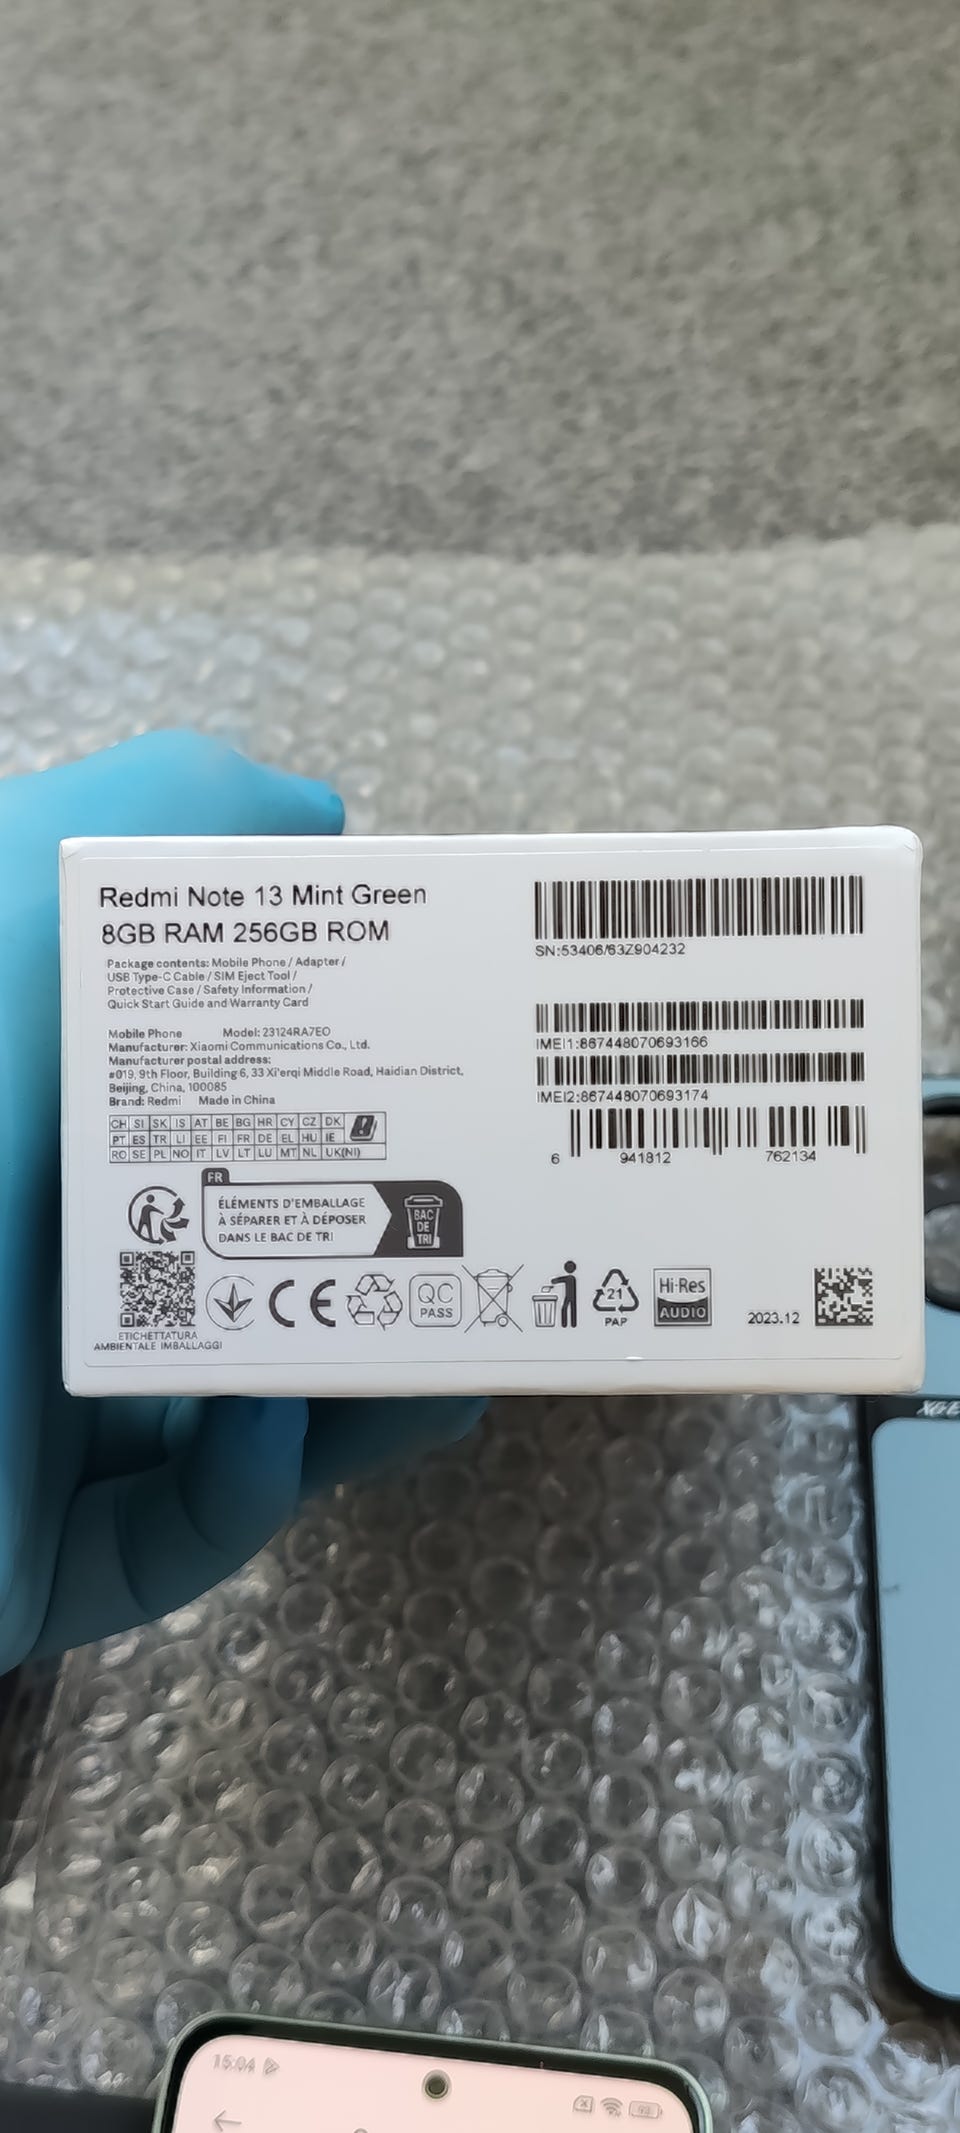 Redmi Note 13 Mint Green
8GB RAM 256GB ROM
Package contents: Mobile Phone / Adapter /
USB Type-C Cable / SIM Eject Tool /
Protective Case / Safety Information /
Quick Start Guide and Warranty Card
Mobile Phone Model: 23124RA7EO
Manufacturer: Xiaomi Communications Co., Ltd.
Manufacturer postal address:
#019, 9th Floor, Building 6, 33 Xi'erqi Middle Road, Haidian District,
Beijing, China, 100085
Brand: Redmi Made in China
CH SI SK IS AT BE BG HR CY CZ DK
PT ES TR LI EE FI FR DE EL HU IE
RO SE PL NO IT LV LT LU MT NL UK(NI)
SN:53406/63Z904232
IMEI1:867448070693166
IMEI2:867448070693174
6 941812 762134
FR
ÉLÉMENTS D'EMBALLAGE
À SÉPARER ET À DÉPOSER
DANS LE BAC DE TRI
BAC
DE
TRI
ETICHETTATURA
AMBIENTALE IMBALLAGGI
CE
QC
PASS
21
PAP
Hi-Res
AUDIO
2023.12
15:04